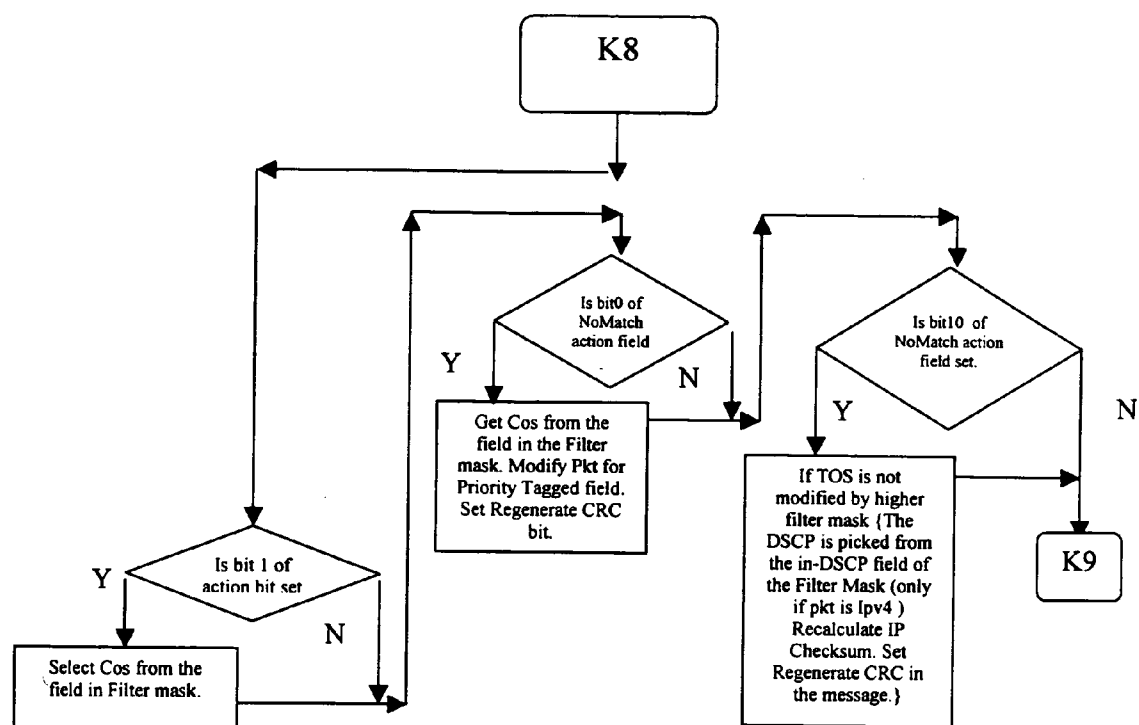 K8
Is bit 1 of
action bit set
Y
N
Select Cos from the
field in Filter mask.
Is bit0 of
NoMatch
action field
Y
N
Get Cos from the
field in the Filter
mask. Modify Pkt for
Priority Tagged field.
Set Regenerate CRC
bit.
Is bit10 of
NoMatch action
field set.
Y
N
If TOS is not
modified by higher
filter mask {The
DSCP is picked from
the in-DSCP field of
the Filter Mask (only
if pkt is Ipv4 )
Recalculate IP
Checksum. Set
Regenerate CRC in
the message.}
K9